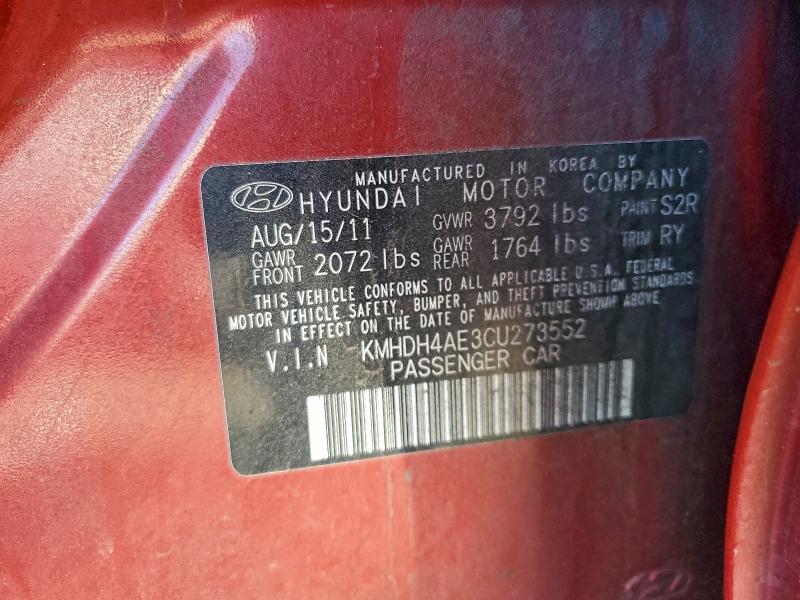 MANUFACTURED IN KOREA BY
HYUNDAI MOTOR COMPANY
AUG/15/11 GVWR 3792 lbs PAINT S2R
GAWR FRONT 2072 lbs GAWR REAR 1764 lbs TRIM RY
THIS VEHICLE CONFORMS TO ALL APPLICABLE U.S.A. FEDERAL
MOTOR VEHICLE SAFETY, BUMPER, AND THEFT PREVENTION STANDARDS
IN EFFECT ON THE DATE OF MANUFACTURE SHOWN ABOVE
V.I.N KMHDH4AE3CU273552
PASSENGER CAR